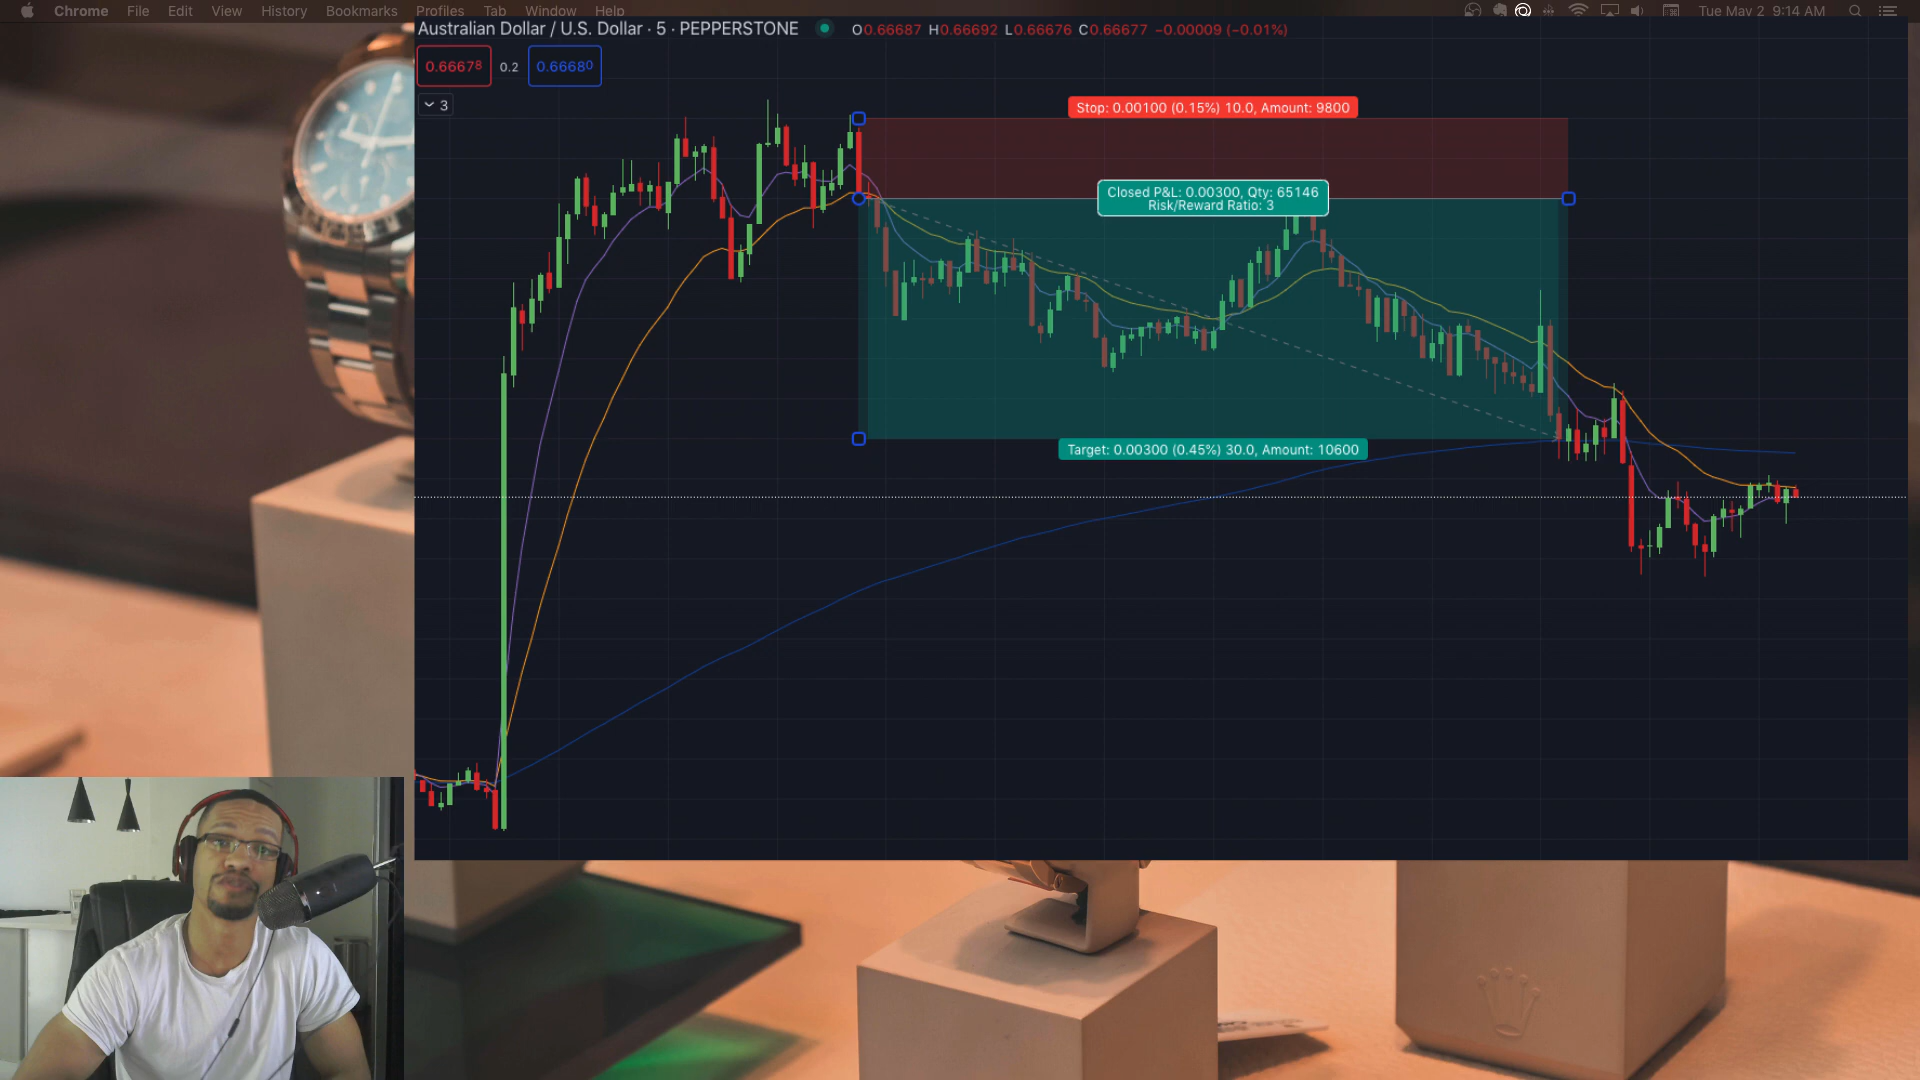 Chrome File Edit View History Bookmarks Profiles Tab Window Help Tue May 2 9:14 AM
Australian Dollar / U.S. Dollar · 5 · PEPPERSTONE O0.66687 H0.66692 L0.66676 C0.66677 −0.00009 (−0.01%)
0.66678 0.2 0.66680
3
Stop: 0.00100 (0.15%) 10.0, Amount: 9800
Closed P&L: 0.00300, Qty: 65146
Risk/Reward Ratio: 3
Target: 0.00300 (0.45%) 30.0, Amount: 10600